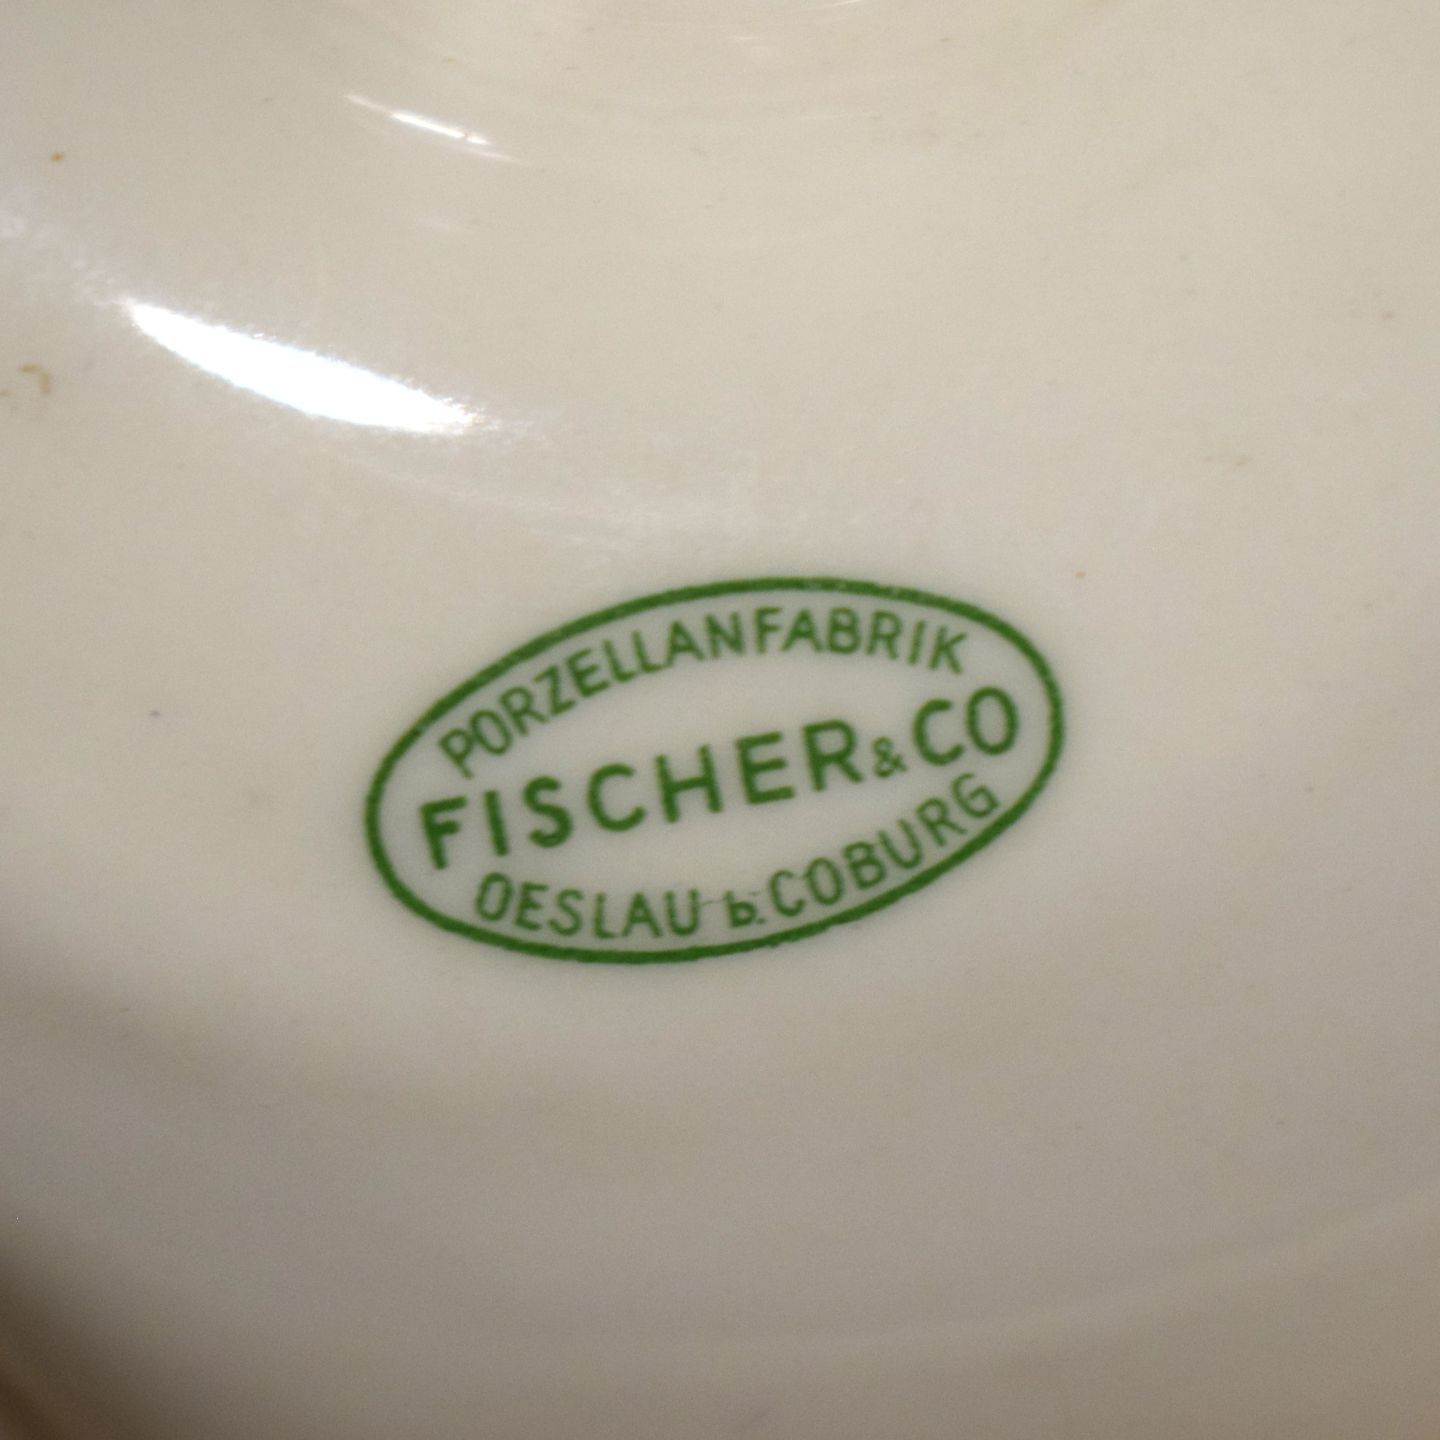 PORZELLANFABRIK
FISCHER & CO
OESLAU b. COBURG